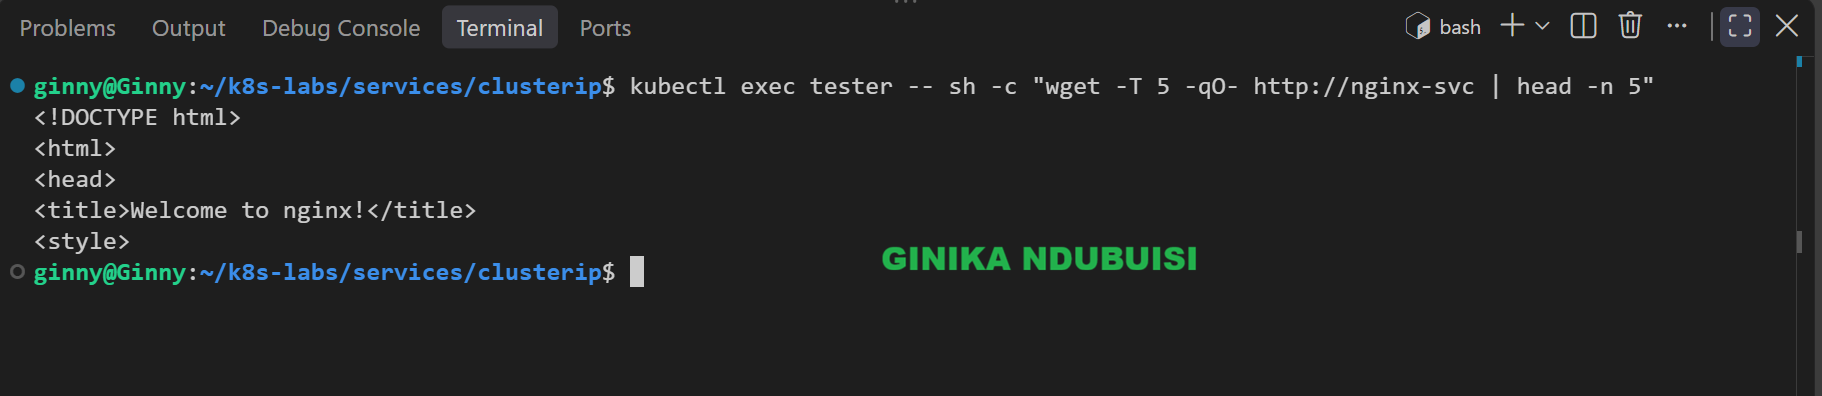 Problems Output Debug Console Terminal Ports bash
ginny@Ginny:~/k8s-labs/services/clusterip$ kubectl exec tester -- sh -c "wget -T 5 -qO- http://nginx-svc | head -n 5"
<!DOCTYPE html>
<html>
<head>
<title>Welcome to nginx!</title>
<style>
ginny@Ginny:~/k8s-labs/services/clusterip$
GINIKA NDUBUISI